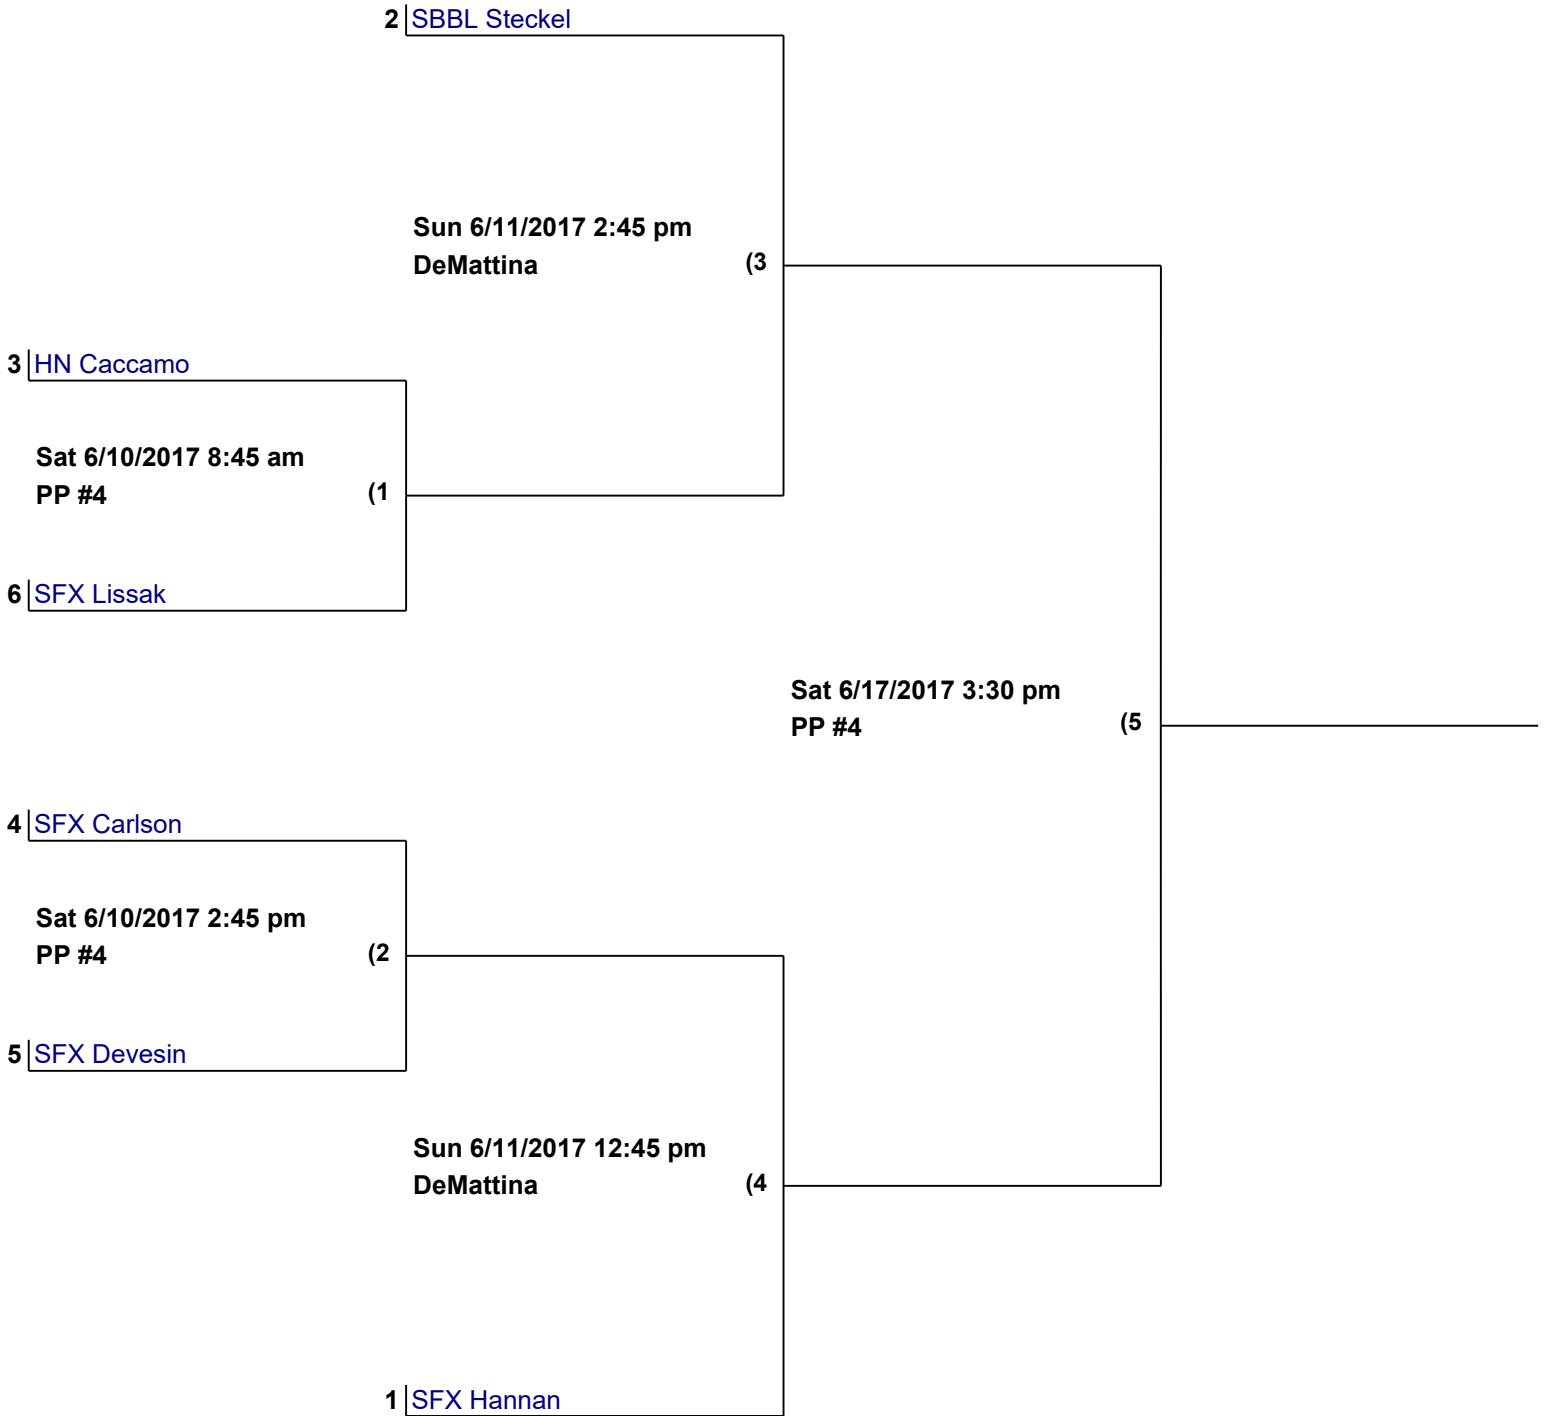 2 SBBL Steckel
Sun 6/11/2017 2:45 pm
DeMattina (3
3 HN Caccamo
Sat 6/10/2017 8:45 am
PP #4 (1
6 SFX Lissak
Sat 6/17/2017 3:30 pm
PP #4 (5
4 SFX Carlson
Sat 6/10/2017 2:45 pm
PP #4 (2
5 SFX Devesin
Sun 6/11/2017 12:45 pm
DeMattina (4
1 SFX Hannan